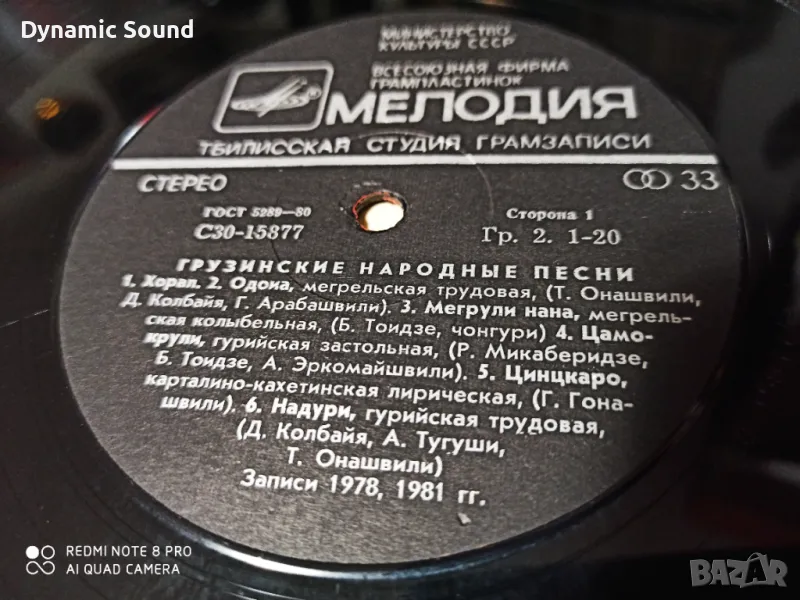 Dynamic Sound
МИНИСТЕРСТВО
КУЛЬТУРЫ СССР
ВСЕСОЮЗНАЯ ФИРМА
ГРАМПЛАСТИНОК
МЕЛОДИЯ
ТБИЛИССКАЯ СТУДИЯ ГРАМЗАПИСИ
СТЕРЕО
33
ГОСТ 5289—80
Сторона 1
С30-15877
Гр. 2. 1-20
ГРУЗИНСКИЕ НАРОДНЫЕ ПЕСНИ
1. Хорал. 2. Одоиа, мегрельская трудовая, (Т. Онашвили,
Д. Колбайя, Г. Арабашвили). 3. Мегрули нана, мегрель-
ская колыбельная, (Б. Тоидзе, чонгури) 4. Цамо-
крули, гурийская застольная, (Р. Микаберидзе,
Б. Тоидзе, А. Эркомайшвили). 5. Цинцкаро,
карталино-кахетинская лирическая, (Г. Гона-
швили). 6. Надури, гурийская трудовая,
(Д. Колбайя, А. Тугуши,
Т. Онашвили)
Записи 1978, 1981 гг.
REDMI NOTE 8 PRO
AI QUAD CAMERA
BAZAR